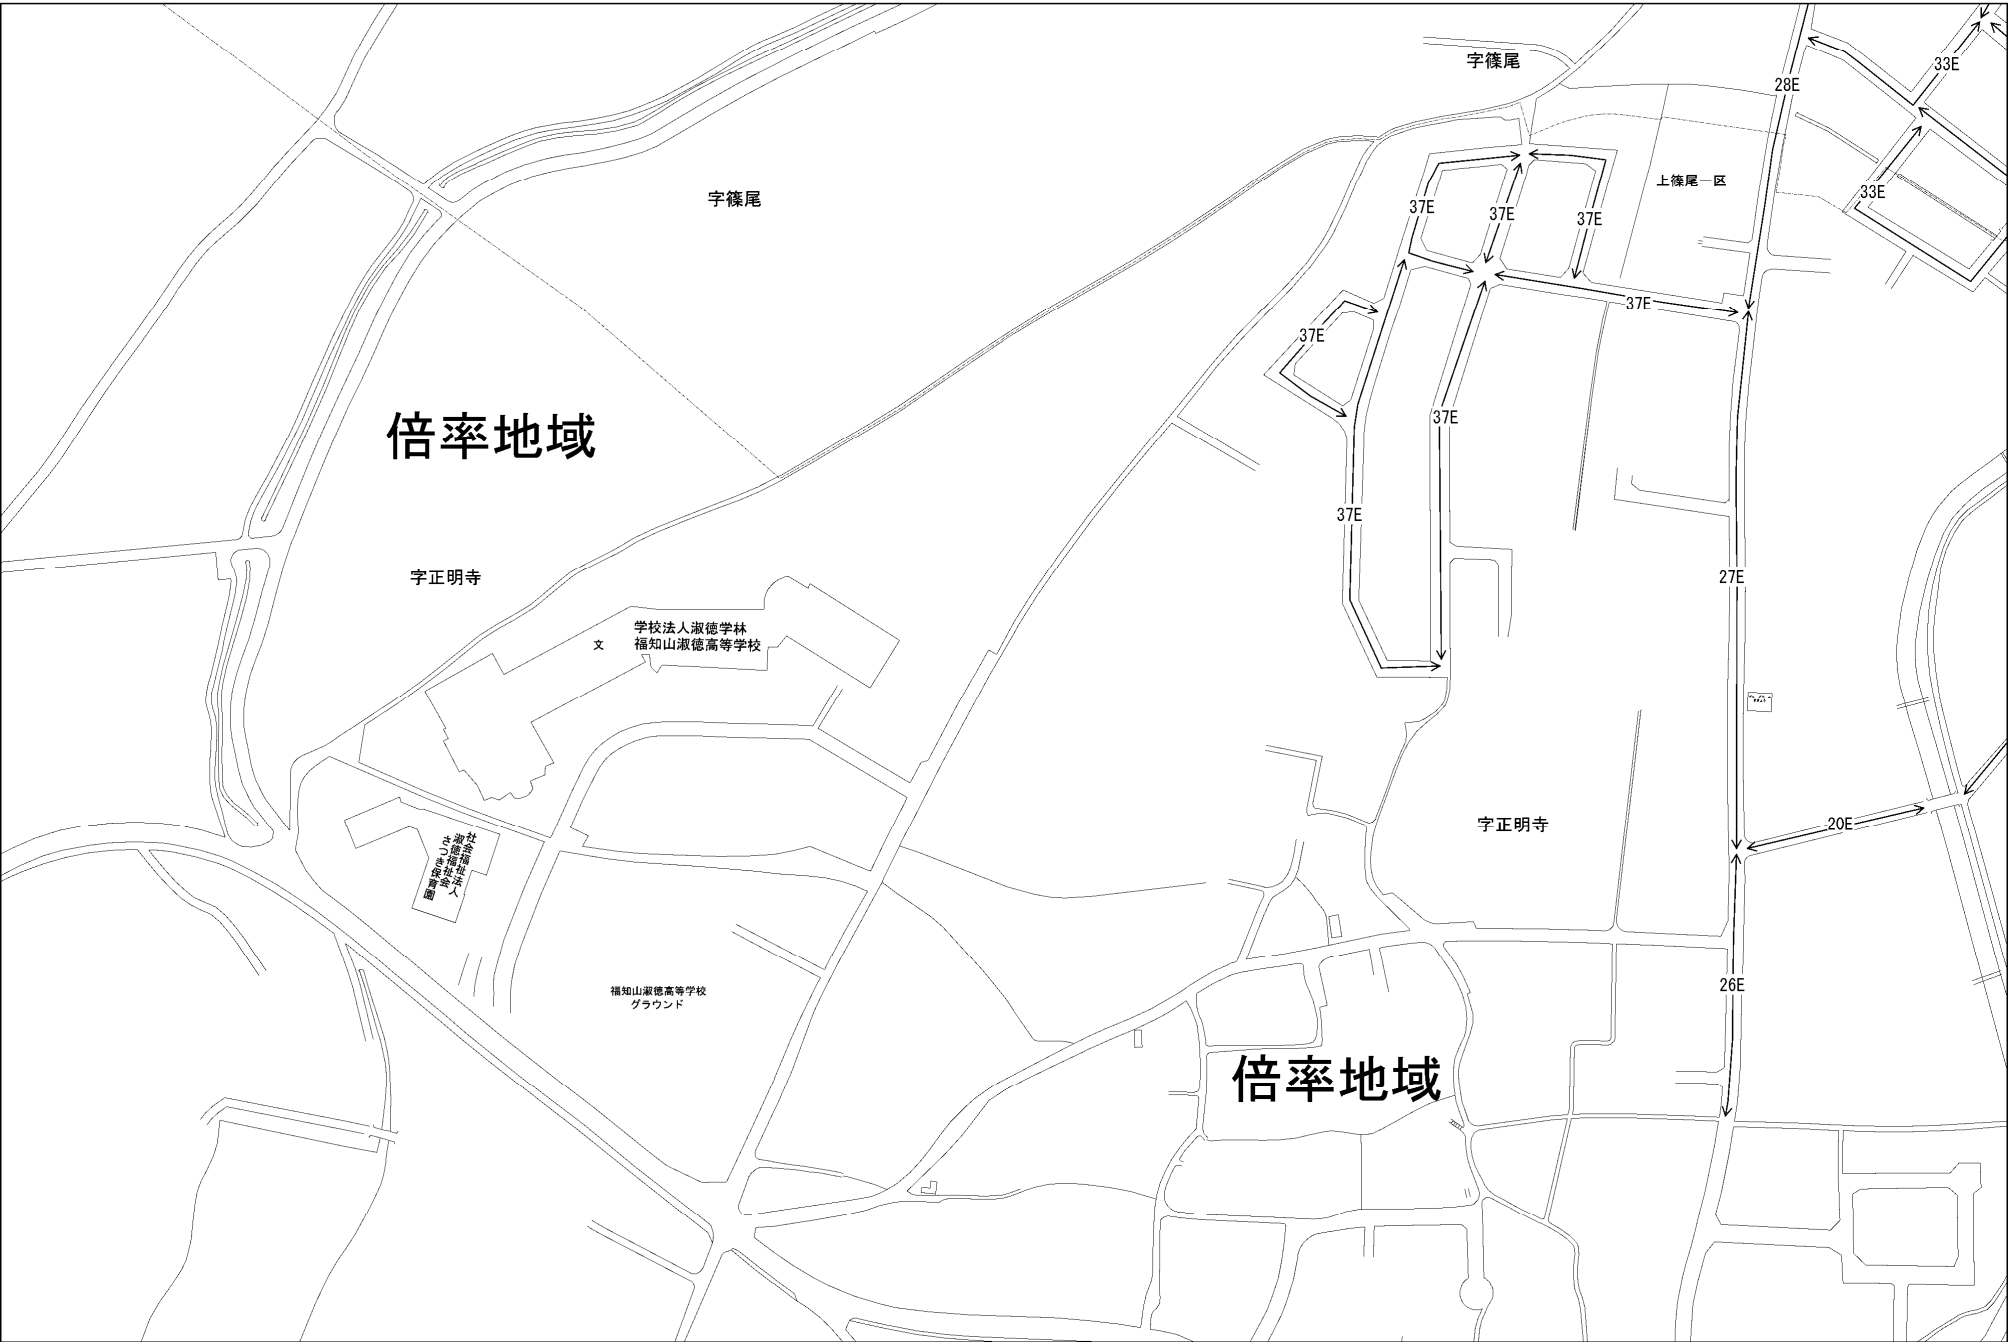 字篠尾
33E
28E
上篠尾一区
33E
字篠尾
37E
37E
37E
37E
37E
倍率地域
37E
37E
字正明寺
27E
文
学校法人淑徳学林
福知山淑徳高等学校
字正明寺
20E
社会福祉法人
淑徳福祉会
さつき保育園
26E
福知山淑徳高等学校
グラウンド
倍率地域